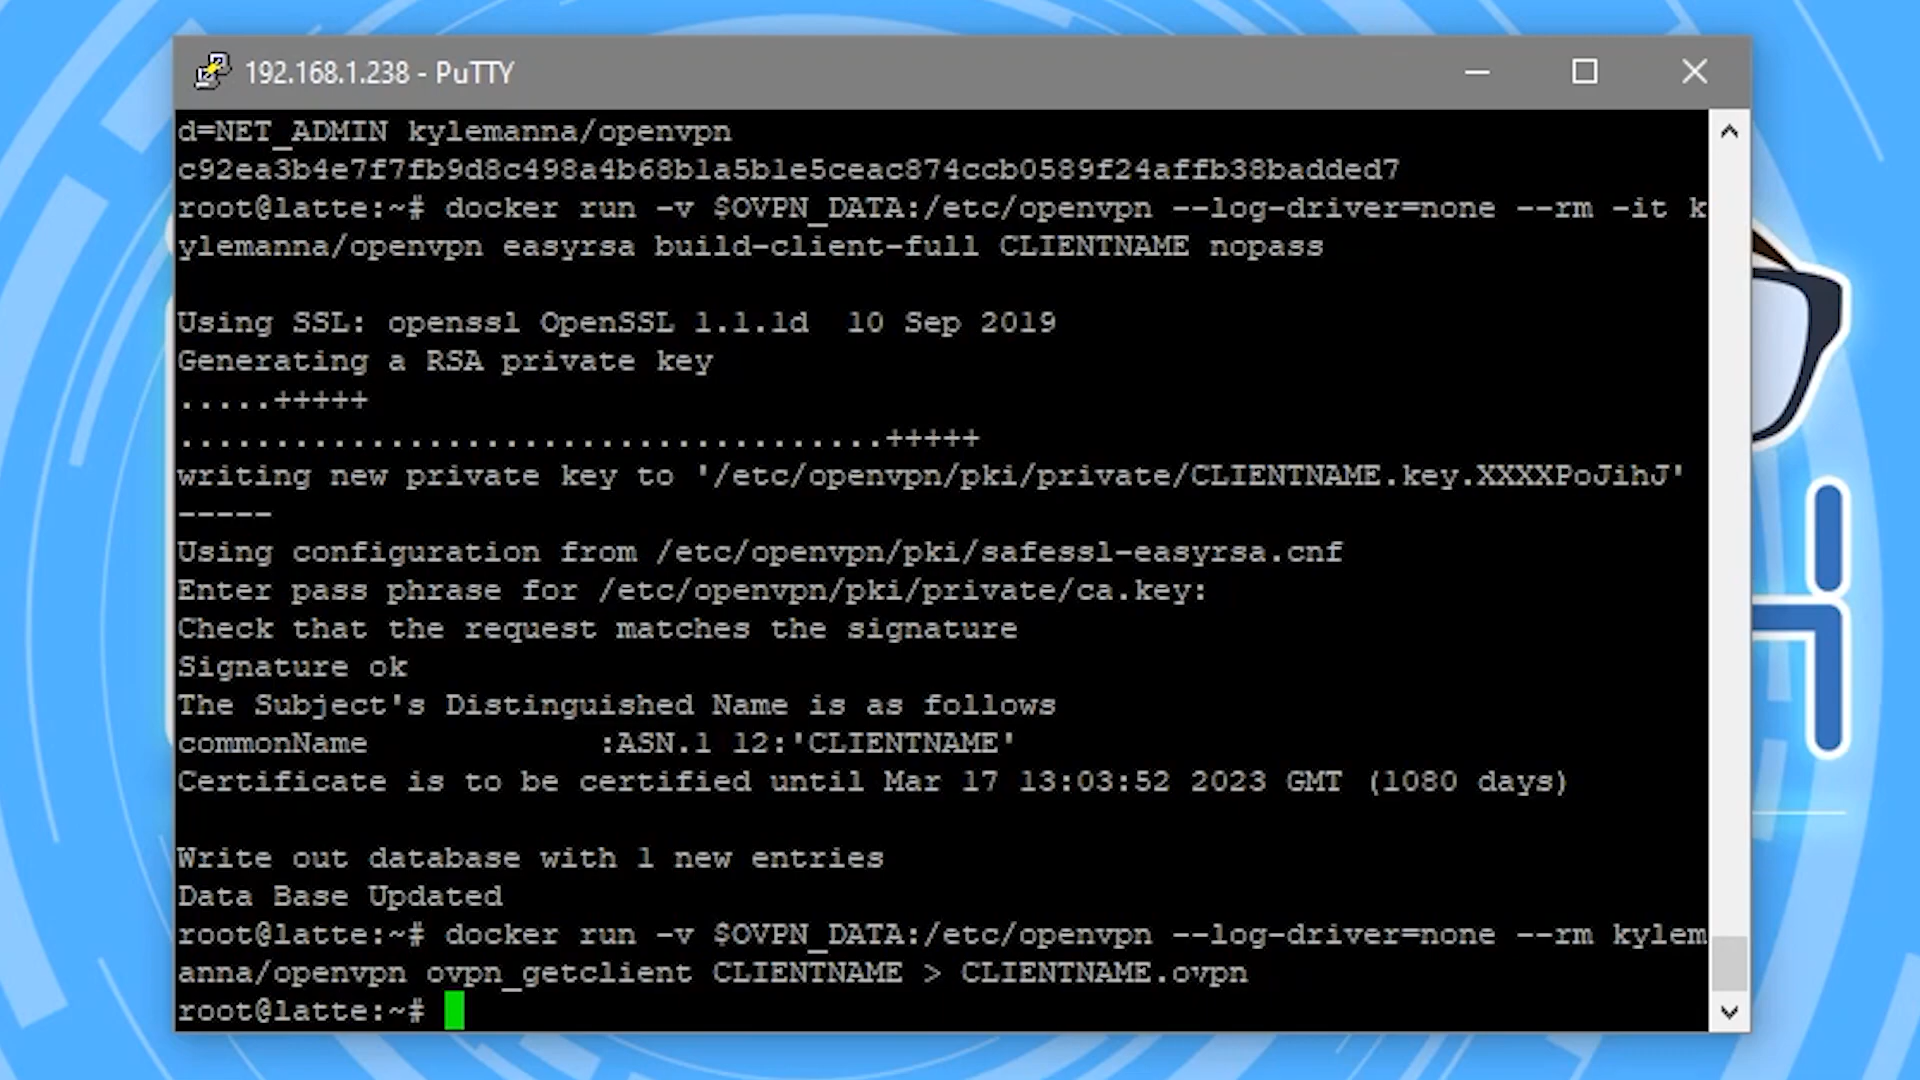 192.168.1.238 - PuTTY
d=NET_ADMIN kylemanna/openvpn
c92ea3b4e7f7fb9d8c498a4b68b1a5b1e5ceac874ccb0589f24affb38badded7
root@latte:~# docker run -v $OVPN_DATA:/etc/openvpn --log-driver=none --rm -it k
ylemanna/openvpn easyrsa build-client-full CLIENTNAME nopass
Using SSL: openssl OpenSSL 1.1.1d  10 Sep 2019
Generating a RSA private key
.....+++++
.....................................+++++
writing new private key to '/etc/openvpn/pki/private/CLIENTNAME.key.XXXXPoJihJ'
-----
Using configuration from /etc/openvpn/pki/safessl-easyrsa.cnf
Enter pass phrase for /etc/openvpn/pki/private/ca.key:
Check that the request matches the signature
Signature ok
The Subject's Distinguished Name is as follows
commonName            :ASN.1 12:'CLIENTNAME'
Certificate is to be certified until Mar 17 13:03:52 2023 GMT (1080 days)
Write out database with 1 new entries
Data Base Updated
root@latte:~# docker run -v $OVPN_DATA:/etc/openvpn --log-driver=none --rm kylem
anna/openvpn ovpn_getclient CLIENTNAME > CLIENTNAME.ovpn
root@latte:~#